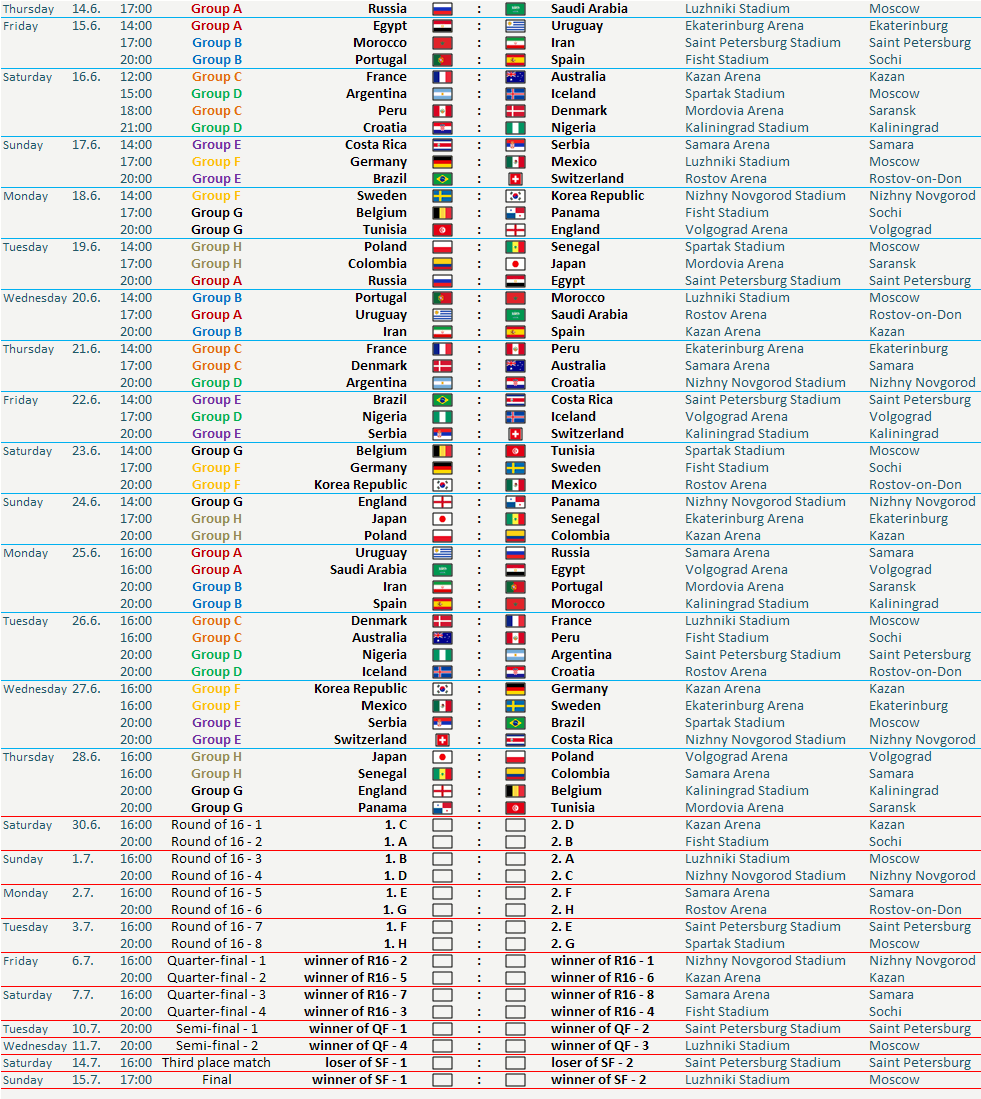 Thursday 14.6. 17:00 Group A Russia : Saudi Arabia Luzhniki Stadium Moscow
Friday 15.6. 14:00 Group A Egypt : Uruguay Ekaterinburg Arena Ekaterinburg
17:00 Group B Morocco : Iran Saint Petersburg Stadium Saint Petersburg
20:00 Group B Portugal : Spain Fisht Stadium Sochi
Saturday 16.6. 12:00 Group C France : Australia Kazan Arena Kazan
15:00 Group D Argentina : Iceland Spartak Stadium Moscow
18:00 Group C Peru : Denmark Mordovia Arena Saransk
21:00 Group D Croatia : Nigeria Kaliningrad Stadium Kaliningrad
Sunday 17.6. 14:00 Group E Costa Rica : Serbia Samara Arena Samara
17:00 Group F Germany : Mexico Luzhniki Stadium Moscow
20:00 Group E Brazil : Switzerland Rostov Arena Rostov-on-Don
Monday 18.6. 14:00 Group F Sweden : Korea Republic Nizhny Novgorod Stadium Nizhny Novgorod
17:00 Group G Belgium : Panama Fisht Stadium Sochi
20:00 Group G Tunisia : England Volgograd Arena Volgograd
Tuesday 19.6. 14:00 Group H Poland : Senegal Spartak Stadium Moscow
17:00 Group H Colombia : Japan Mordovia Arena Saransk
20:00 Group A Russia : Egypt Saint Petersburg Stadium Saint Petersburg
Wednesday 20.6. 14:00 Group B Portugal : Morocco Luzhniki Stadium Moscow
17:00 Group A Uruguay : Saudi Arabia Rostov Arena Rostov-on-Don
20:00 Group B Iran : Spain Kazan Arena Kazan
Thursday 21.6. 14:00 Group C France : Peru Ekaterinburg Arena Ekaterinburg
17:00 Group C Denmark : Australia Samara Arena Samara
20:00 Group D Argentina : Croatia Nizhny Novgorod Stadium Nizhny Novgorod
Friday 22.6. 14:00 Group E Brazil : Costa Rica Saint Petersburg Stadium Saint Petersburg
17:00 Group D Nigeria : Iceland Volgograd Arena Volgograd
20:00 Group E Serbia : Switzerland Kaliningrad Stadium Kaliningrad
Saturday 23.6. 14:00 Group G Belgium : Tunisia Spartak Stadium Moscow
17:00 Group F Germany : Sweden Fisht Stadium Sochi
20:00 Group F Korea Republic : Mexico Rostov Arena Rostov-on-Don
Sunday 24.6. 14:00 Group G England : Panama Nizhny Novgorod Stadium Nizhny Novgorod
17:00 Group H Japan : Senegal Ekaterinburg Arena Ekaterinburg
20:00 Group H Poland : Colombia Kazan Arena Kazan
Monday 25.6. 16:00 Group A Uruguay : Russia Samara Arena Samara
16:00 Group A Saudi Arabia : Egypt Volgograd Arena Volgograd
20:00 Group B Iran : Portugal Mordovia Arena Saransk
20:00 Group B Spain : Morocco Kaliningrad Stadium Kaliningrad
Tuesday 26.6. 16:00 Group C Denmark : France Luzhniki Stadium Moscow
16:00 Group C Australia : Peru Fisht Stadium Sochi
20:00 Group D Nigeria : Argentina Saint Petersburg Stadium Saint Petersburg
20:00 Group D Iceland : Croatia Rostov Arena Rostov-on-Don
Wednesday 27.6. 16:00 Group F Korea Republic : Germany Kazan Arena Kazan
16:00 Group F Mexico : Sweden Ekaterinburg Arena Ekaterinburg
20:00 Group E Serbia : Brazil Spartak Stadium Moscow
20:00 Group E Switzerland : Costa Rica Nizhny Novgorod Stadium Nizhny Novgorod
Thursday 28.6. 16:00 Group H Japan : Poland Volgograd Arena Volgograd
16:00 Group H Senegal : Colombia Samara Arena Samara
20:00 Group G England : Belgium Kaliningrad Stadium Kaliningrad
20:00 Group G Panama : Tunisia Mordovia Arena Saransk
Saturday 30.6. 16:00 Round of 16 - 1 1. C : 2. D Kazan Arena Kazan
20:00 Round of 16 - 2 1. A : 2. B Fisht Stadium Sochi
Sunday 1.7. 16:00 Round of 16 - 3 1. B : 2. A Luzhniki Stadium Moscow
20:00 Round of 16 - 4 1. D : 2. C Nizhny Novgorod Stadium Nizhny Novgorod
Monday 2.7. 16:00 Round of 16 - 5 1. E : 2. F Samara Arena Samara
20:00 Round of 16 - 6 1. G : 2. H Rostov Arena Rostov-on-Don
Tuesday 3.7. 16:00 Round of 16 - 7 1. F : 2. E Saint Petersburg Stadium Saint Petersburg
20:00 Round of 16 - 8 1. H : 2. G Spartak Stadium Moscow
Friday 6.7. 16:00 Quarter-final - 1 winner of R16 - 2 : winner of R16 - 1 Nizhny Novgorod Stadium Nizhny Novgorod
20:00 Quarter-final - 2 winner of R16 - 5 : winner of R16 - 6 Kazan Arena Kazan
Saturday 7.7. 16:00 Quarter-final - 3 winner of R16 - 7 : winner of R16 - 8 Samara Arena Samara
20:00 Quarter-final - 4 winner of R16 - 3 : winner of R16 - 4 Fisht Stadium Sochi
Tuesday 10.7. 20:00 Semi-final - 1 winner of QF - 1 : winner of QF - 2 Saint Petersburg Stadium Saint Petersburg
Wednesday 11.7. 20:00 Semi-final - 2 winner of QF - 4 : winner of QF - 3 Luzhniki Stadium Moscow
Saturday 14.7. 16:00 Third place match loser of SF - 1 : loser of SF - 2 Saint Petersburg Stadium Saint Petersburg
Sunday 15.7. 17:00 Final winner of SF - 1 : winner of SF - 2 Luzhniki Stadium Moscow